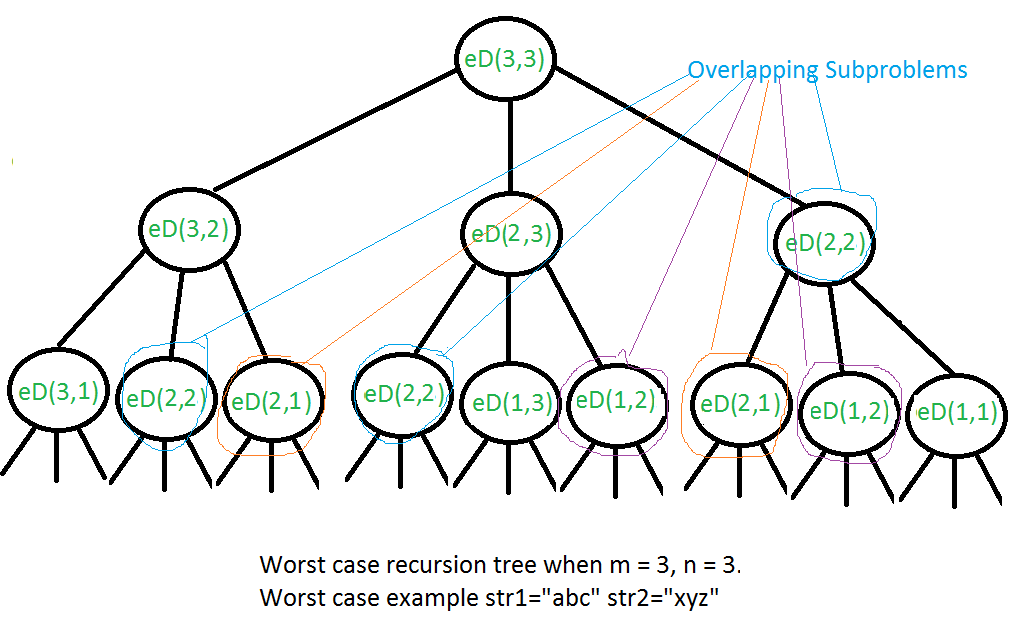 eD(3,3)
Overlapping Subproblems
eD(3,2)
eD(2,3)
eD(2,2)
eD(3,1)
eD(2,2)
eD(2,1)
eD(2,2)
eD(1,3)
eD(1,2)
eD(2,1)
eD(1,2)
eD(1,1)
Worst case recursion tree when m = 3, n = 3.
Worst case example str1="abc" str2="xyz"